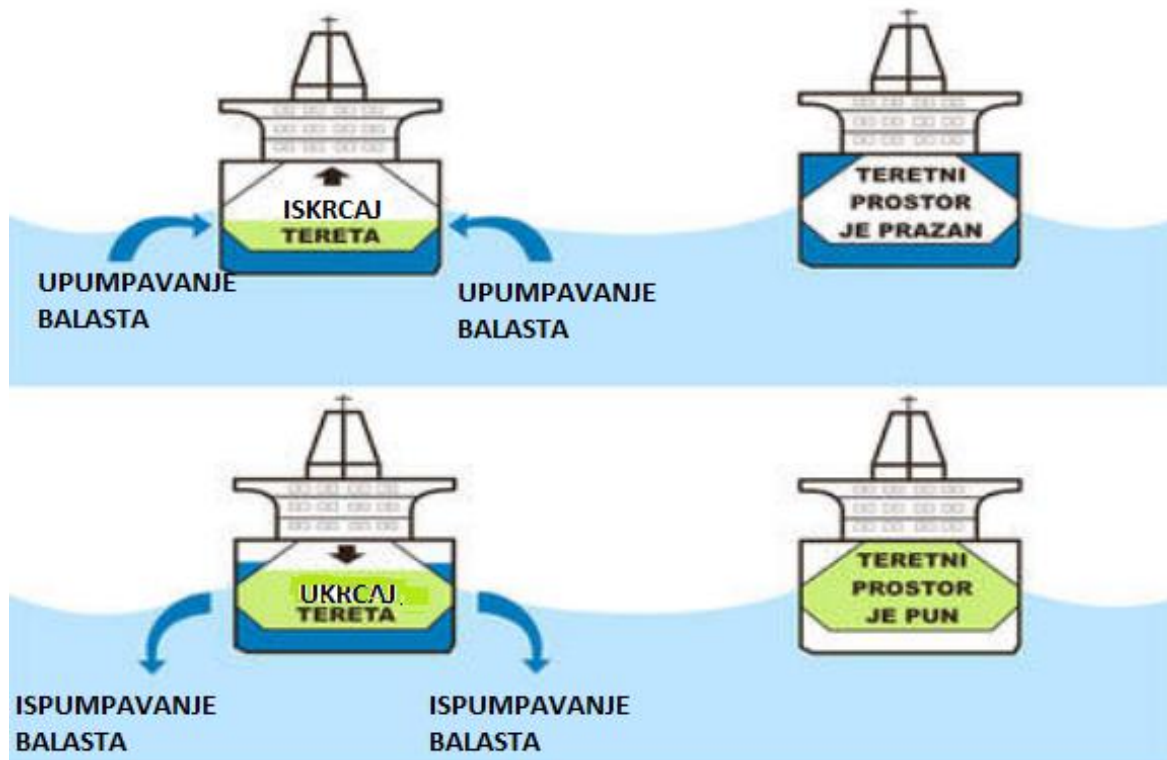 ISKRCAJ
TERETA
UPUMPAVANJE
BALASTA
UPUMPAVANJE
BALASTA
TERETNI
PROSTOR
JE PRAZAN
UKRCAJ
TERETA
ISPUMPAVANJE
BALASTA
ISPUMPAVANJE
BALASTA
TERETNI
PROSTOR
JE PUN